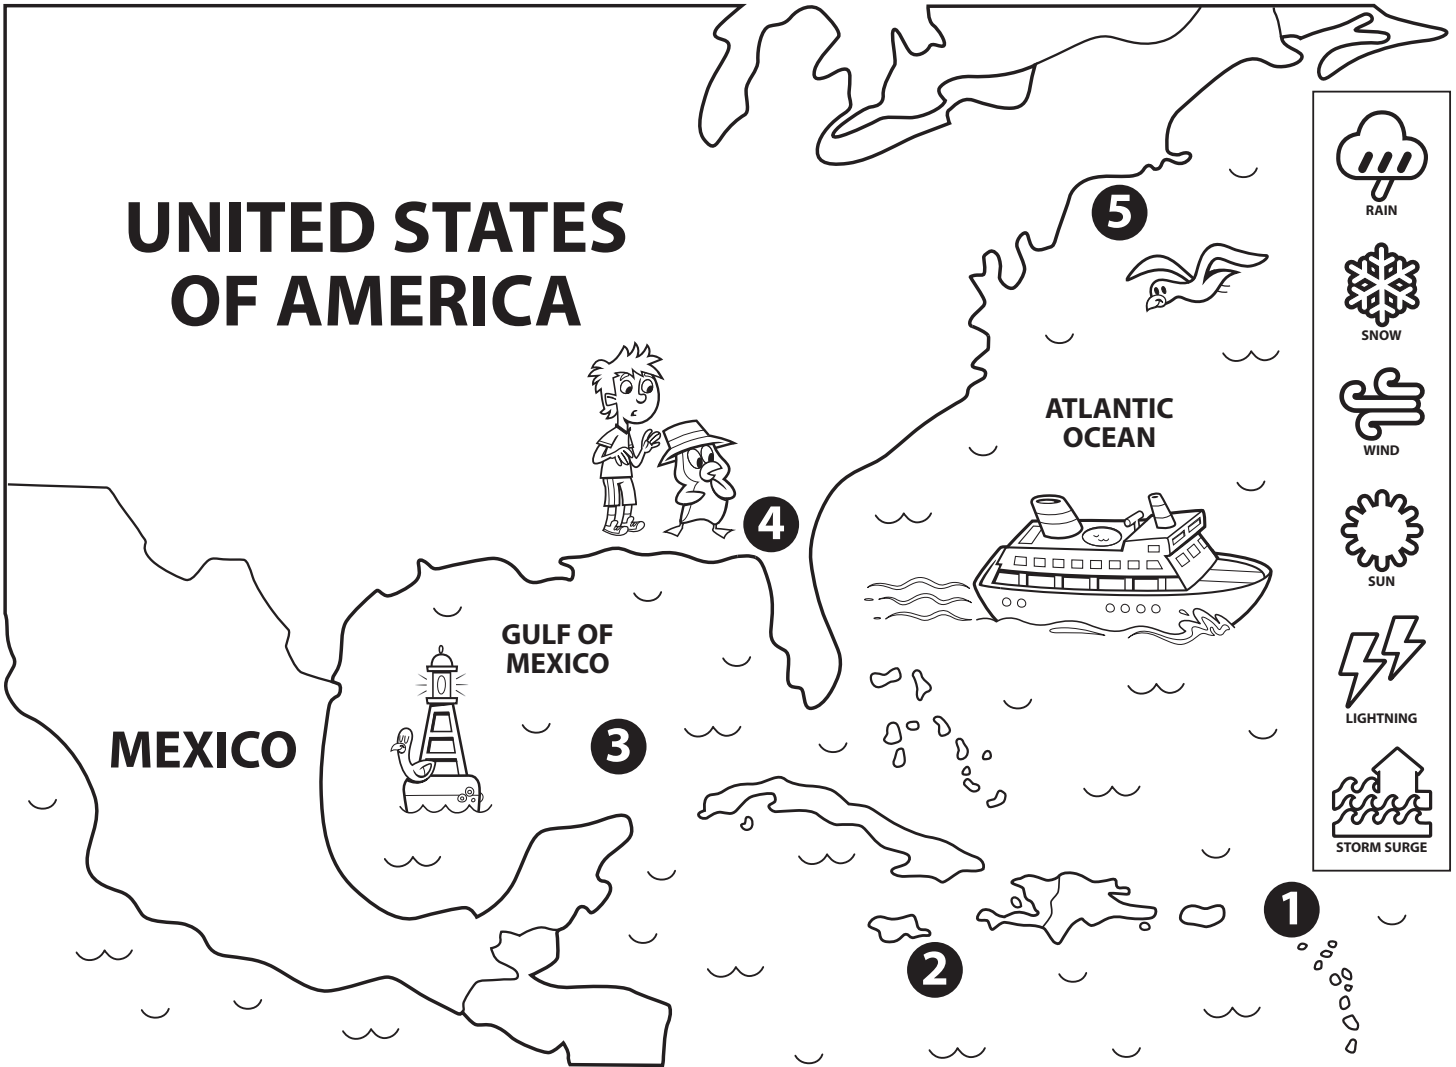 UNITED STATES
OF AMERICA
5
ATLANTIC
OCEAN
4
GULF OF
MEXICO
MEXICO
3
1
2
RAIN
SNOW
WIND
SUN
LIGHTNING
STORM SURGE